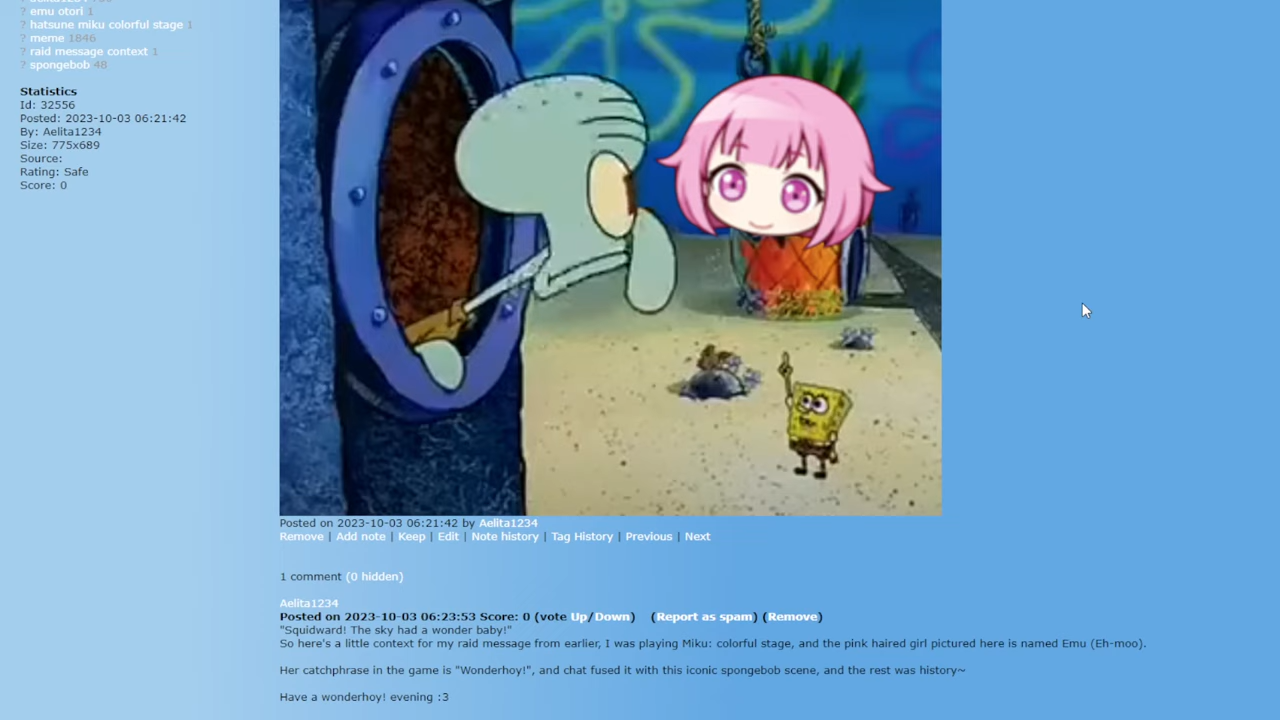 ? emu otori 1
? hatsune miku colorful stage 1
? meme 1846
? raid message context 1
? spongebob 48
Statistics
Id: 32556
Posted: 2023-10-03 06:21:42
By: Aelita1234
Size: 775x689
Source:
Rating: Safe
Score: 0
Posted on 2023-10-03 06:21:42 by Aelita1234
Remove | Add note | Keep | Edit | Note history | Tag History | Previous | Next
1 comment (0 hidden)
Aelita1234
Posted on 2023-10-03 06:23:53 Score: 0 (vote Up/Down) (Report as spam) (Remove)
"Squidward! The sky had a wonder baby!"
So here's a little context for my raid message from earlier, I was playing Miku: colorful stage, and the pink haired girl pictured here is named Emu (Eh-moo).
Her catchphrase in the game is "Wonderhoy!", and chat fused it with this iconic spongebob scene, and the rest was history~
Have a wonderhoy! evening :3